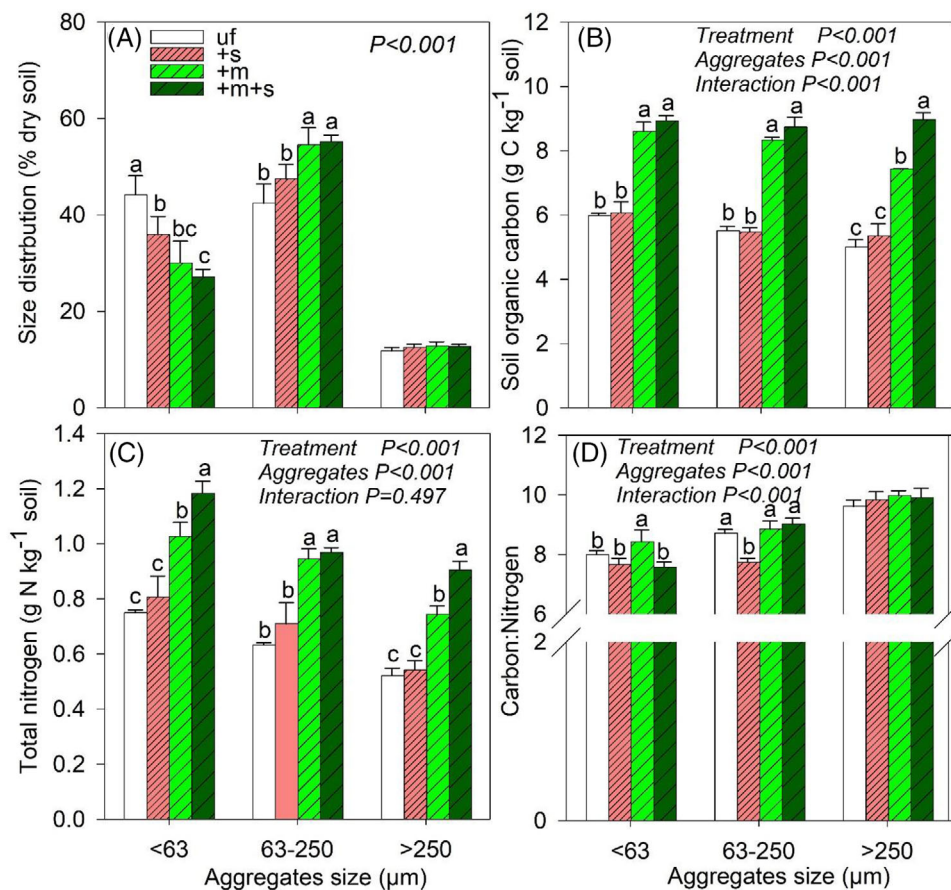 (A)
uf
+s
+m
+m+s
P<0.001
80
60
40
20
0
Size distrbution (% dry soil)
a
b
bc
c
b
b
a
a
(B)
Treatment P<0.001
Aggregates P<0.001
Interaction P<0.001
12
10
8
6
4
2
0
Soil organic carbon (g C kg⁻¹ soil)
b
b
a
a
b
b
a
a
c
c
b
a
(C)
Treatment P<0.001
Aggregates P<0.001
Interaction P=0.497
1.4
1.2
1.0
0.8
0.6
0.4
0.2
0.0
Total nitrogen (g N kg⁻¹ soil)
c
c
b
a
b
b
a
a
c
c
b
a
<63
63-250
>250
Aggregates size (μm)
(D)
Treatment P<0.001
Aggregates P<0.001
Interaction P<0.001
12
10
8
6
2
0
Carbon:Nitrogen
b
b
a
b
a
b
a
a
<63
63-250
>250
Aggregates size (μm)